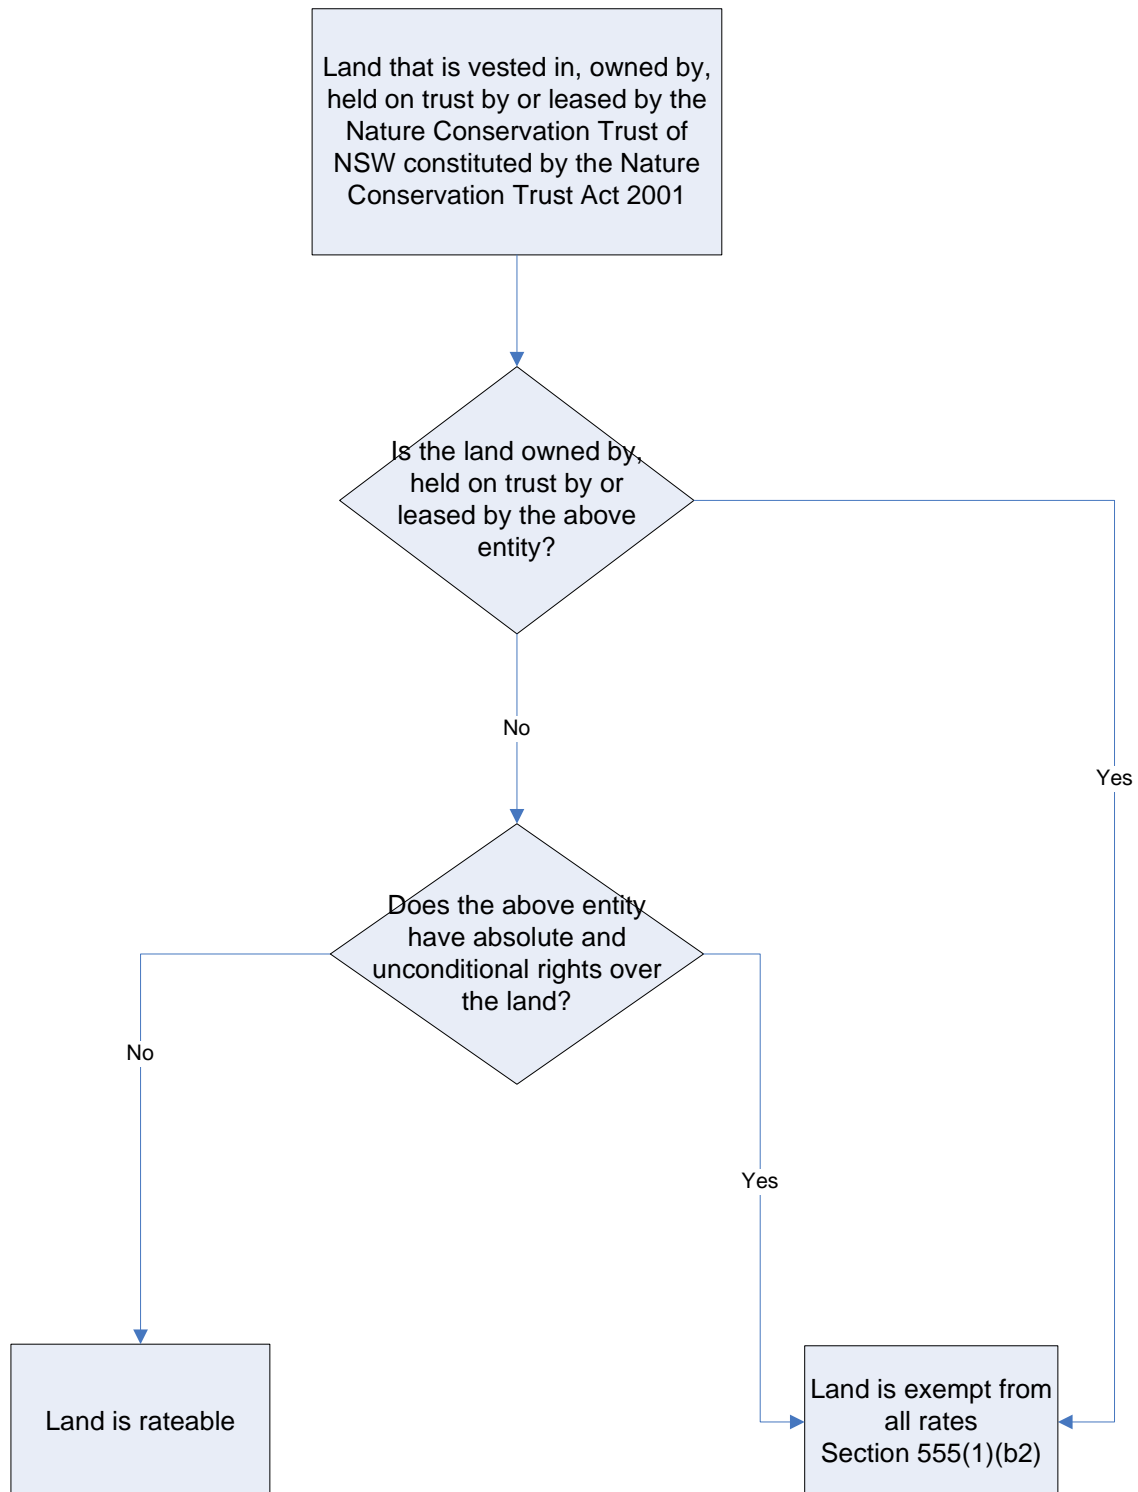 Land that is vested in, owned by,
held on trust by or leased by the
Nature Conservation Trust of
NSW constituted by the Nature
Conservation Trust Act 2001
Is the land owned by,
held on trust by or
leased by the above
entity?
No
Yes
Does the above entity
have absolute and
unconditional rights over
the land?
No
Yes
Land is rateable
Land is exempt from
all rates
Section 555(1)(b2)